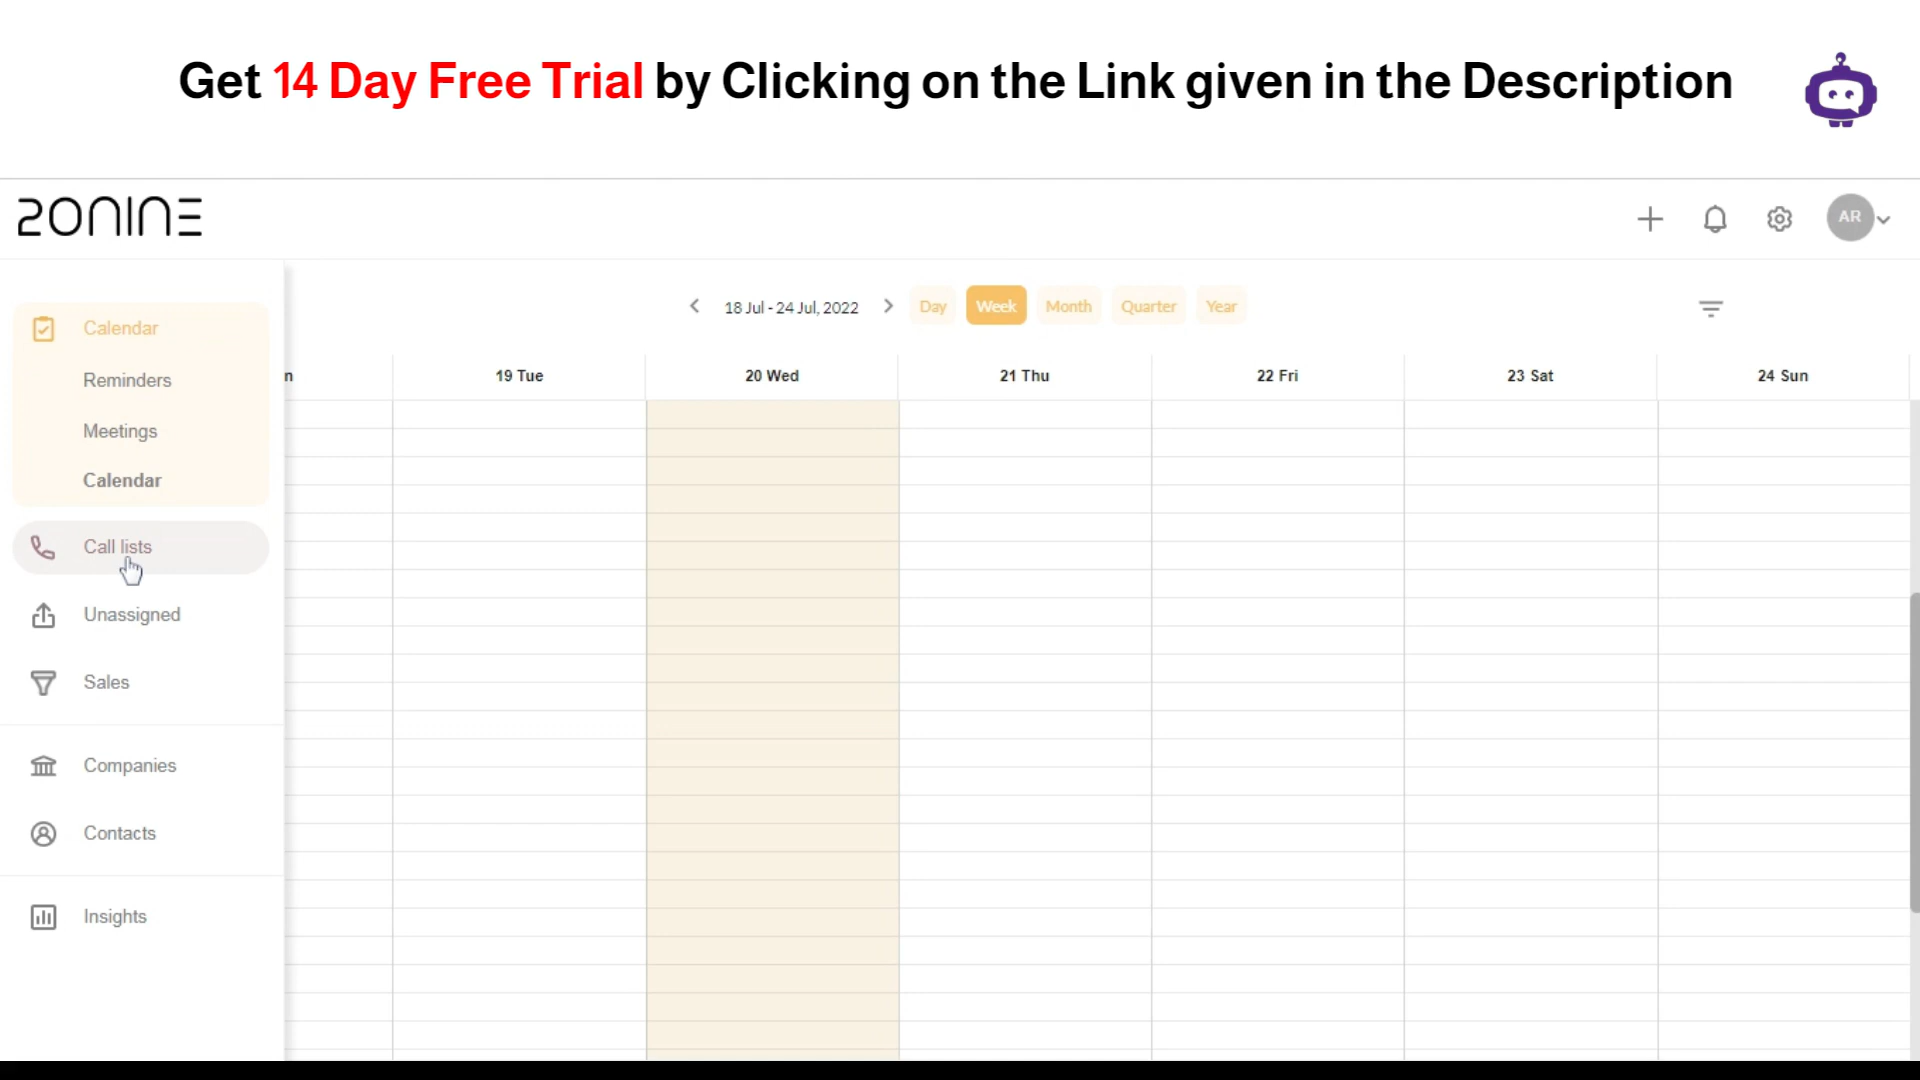 Get 14 Day Free Trial by Clicking on the Link given in the Description
20NINE
AR
Calendar
Reminders
Meetings
Calendar
Call lists
Unassigned
Sales
Companies
Contacts
Insights
18 Jul - 24 Jul, 2022
Day
Week
Month
Quarter
Year
n
19 Tue
20 Wed
21 Thu
22 Fri
23 Sat
24 Sun